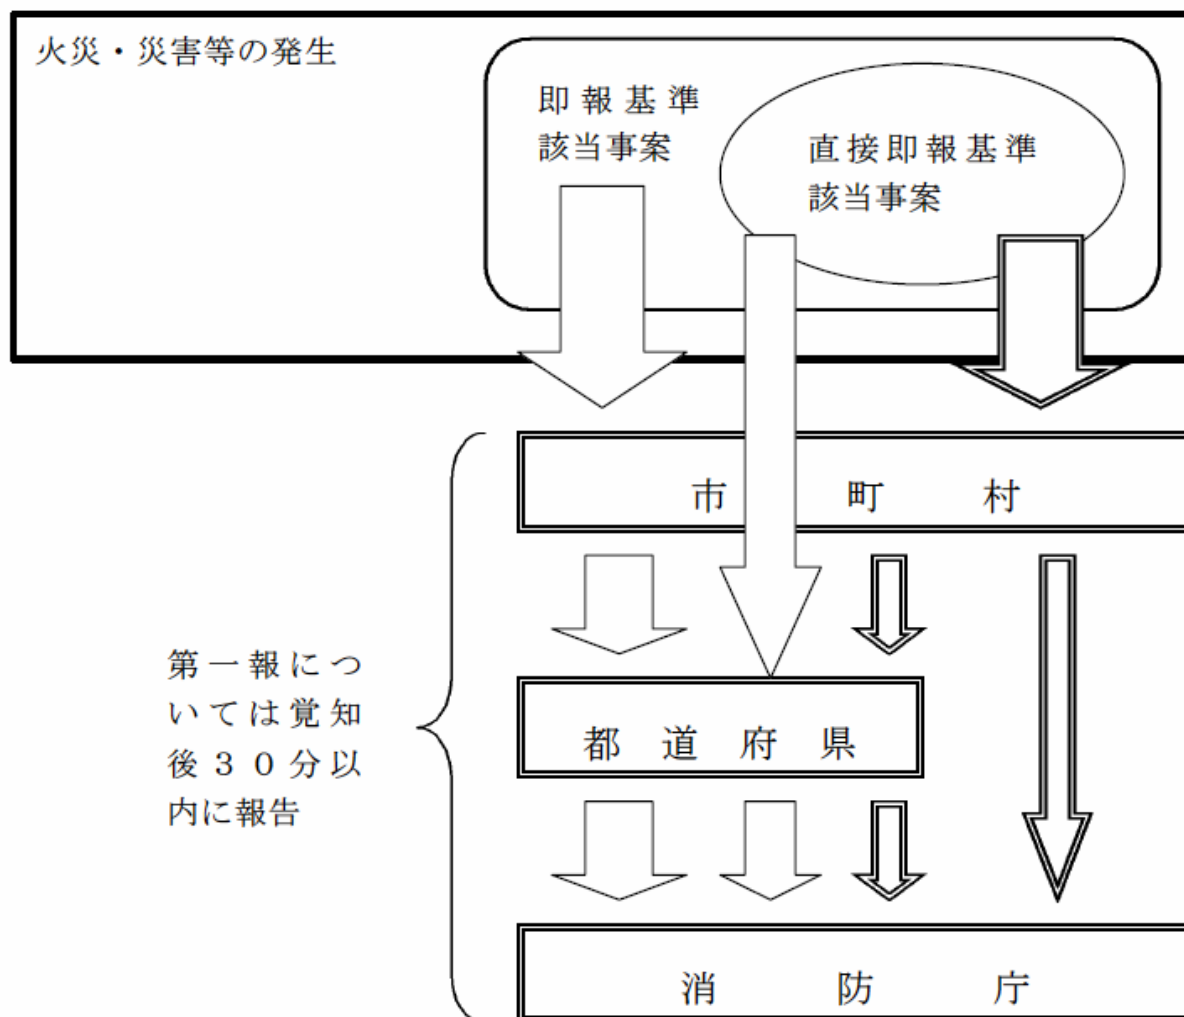 火災・災害等の発生
即報基準
該当事案
直接即報基準
該当事案
市町村
第一報につ
いては覚知
後３０分以
内に報告
都道府県
消防庁